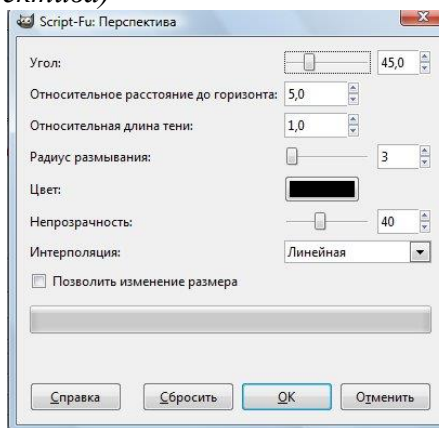 Script-Fu: Перспектива
Угол: 45,0
Относительное расстояние до горизонта: 5,0
Относительная длина тени: 1,0
Радиус размывания: 3
Цвет:
Непрозрачность: 40
Интерполяция: Линейная
Позволить изменение размера
Справка Сбросить OK Отменить